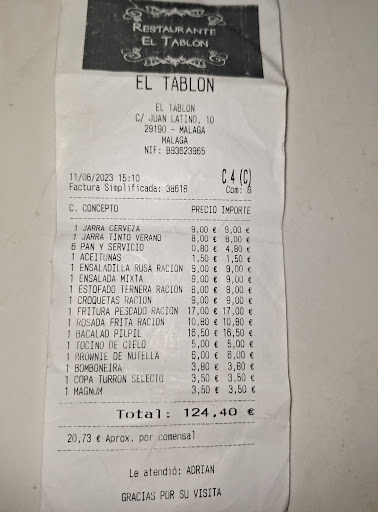 RESTAURANTE
EL TABLÓN
EL TABLON
EL TABLON
C/ JUAN LATINO, 10
29190 - MALAGA
MALAGA
NIF: B93623965
11/06/2023 15:10 C 4 (C)
Factura Simplificada: 38618 Com: 6
C. CONCEPTO PRECIO IMPORTE
1 JARRA CERVEZA 9,00 € 9,00 €
1 JARRA TINTO VERANO 8,00 € 8,00 €
6 PAN Y SERVICIO 0,80 € 4,80 €
1 ACEITUNAS 1,50 € 1,50 €
1 ENSALADILLA RUSA RACION 9,00 € 9,00 €
1 ENSALADA MIXTA 9,00 € 9,00 €
1 ESTOFADO TERNERA RACION 8,00 € 8,00 €
1 CROQUETAS RACION 9,00 € 9,00 €
1 FRITURA PESCADO RACION 17,00 € 17,00 €
1 ROSADA FRITA RACION 10,80 € 10,80 €
1 BACALAO PILPIL 16,50 € 16,50 €
1 TOCINO DE CIELO 5,00 € 5,00 €
1 BROWNIE DE NUTELLA 6,00 € 6,00 €
1 BOMBONEIRA 3,80 € 3,80 €
1 COPA TURRON SELECTO 3,50 € 3,50 €
1 MAGNUM 3,50 € 3,50 €
Total: 124,40 €
20,73 € Aprox. por comensal
Le atendió: ADRIAN
GRACIAS POR SU VISITA